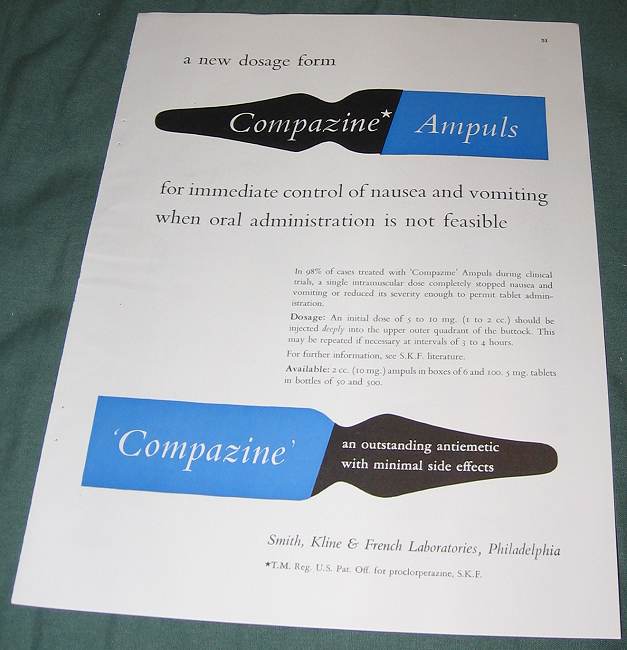 51
a new dosage form
Compazine★ Ampuls
for immediate control of nausea and vomiting
when oral administration is not feasible
In 98% of cases treated with 'Compazine' Ampuls during clinical
trials, a single intramuscular dose completely stopped nausea and
vomiting or reduced its severity enough to permit tablet admin-
istration.
Dosage: An initial dose of 5 to 10 mg. (1 to 2 cc.) should be
injected deeply into the upper outer quadrant of the buttock. This
may be repeated if necessary at intervals of 3 to 4 hours.
For further information, see S.K.F. literature.
Available: 2 cc. (10 mg.) ampuls in boxes of 6 and 100. 5 mg. tablets
in bottles of 50 and 500.
'Compazine'
an outstanding antiemetic
with minimal side effects
Smith, Kline & French Laboratories, Philadelphia
★T.M. Reg. U.S. Pat. Off. for proclorperazine, S.K.F.